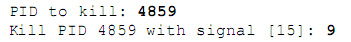 PID to kill: 4859
Kill PID 4859 with signal [15]: 9